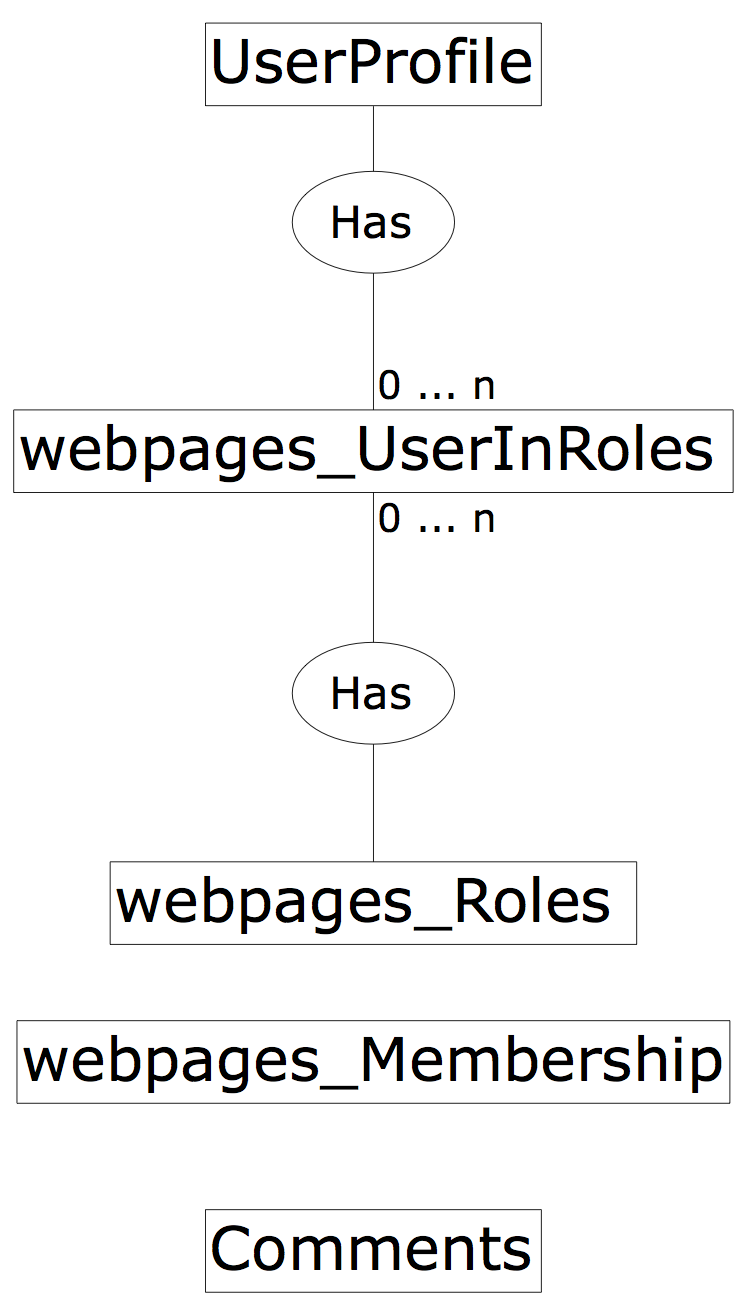 UserProfile
Has
0 ... n
webpages_UserInRoles
0 ... n
Has
webpages_Roles
webpages_Membership
Comments